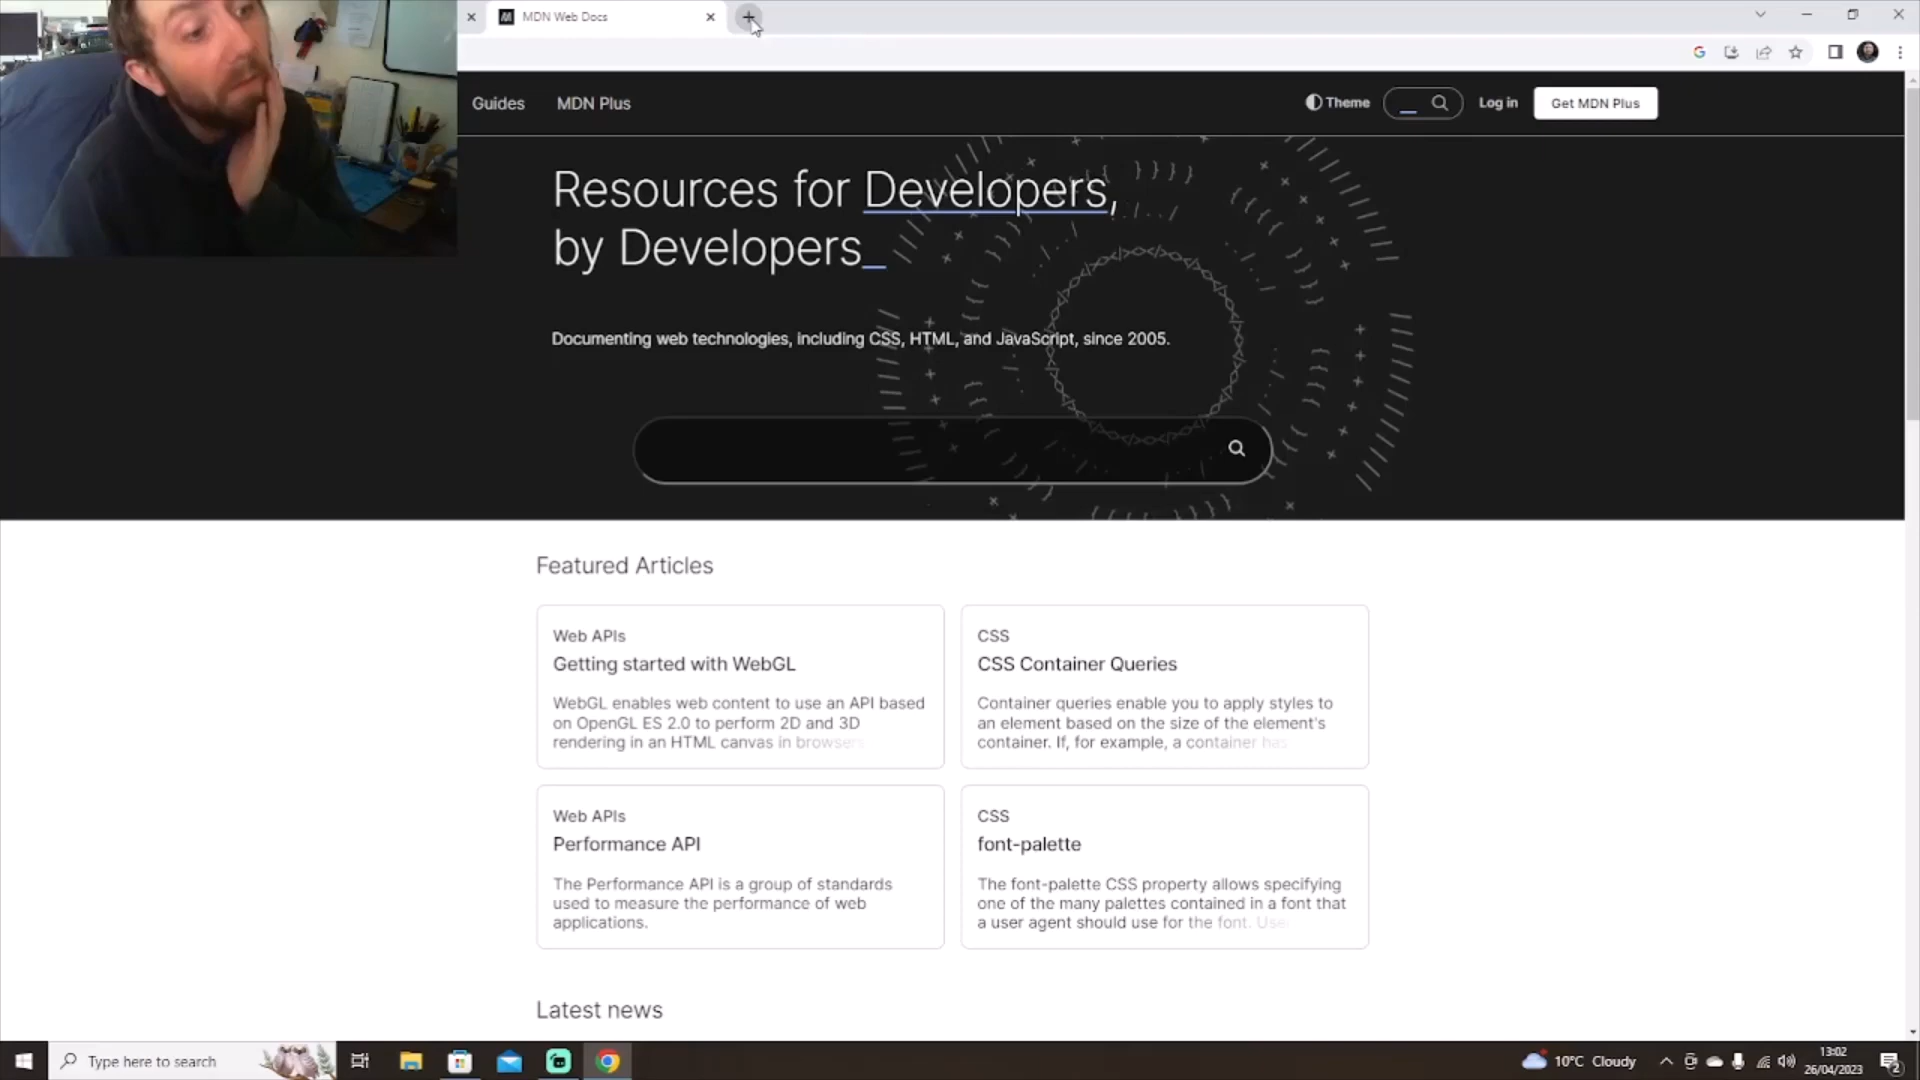 MDN Web Docs
Guides
MDN Plus
Theme
Log in
Get MDN Plus
Resources for Developers,
by Developers_
Documenting web technologies, including CSS, HTML, and JavaScript, since 2005.
Featured Articles
Web APIs
Getting started with WebGL
WebGL enables web content to use an API based
on OpenGL ES 2.0 to perform 2D and 3D
rendering in an HTML canvas in browsers
CSS
CSS Container Queries
Container queries enable you to apply styles to
an element based on the size of the element's
container. If, for example, a container has
Web APIs
Performance API
The Performance API is a group of standards
used to measure the performance of web
applications.
CSS
font-palette
The font-palette CSS property allows specifying
one of the many palettes contained in a font that
a user agent should use for the font. User
Latest news
Type here to search
10°C Cloudy
13:02
26/04/2023
2